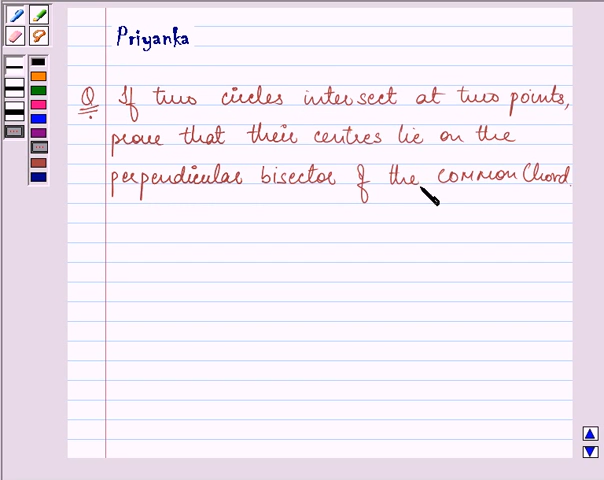 Priyanka
Q If two circles intersect at two points,
prove that their centres lie on the
perpendicular bisector of the common Chord.